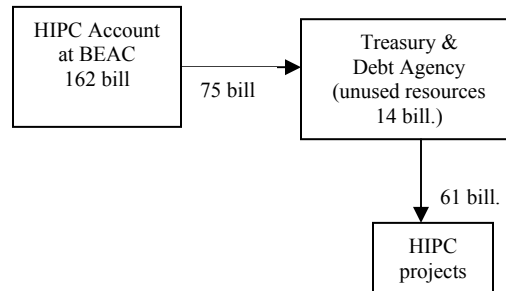 HIPC Account
at BEAC
162 bill
75 bill
Treasury &
Debt Agency
(unused resources
14 bill.)
61 bill.
HIPC
projects